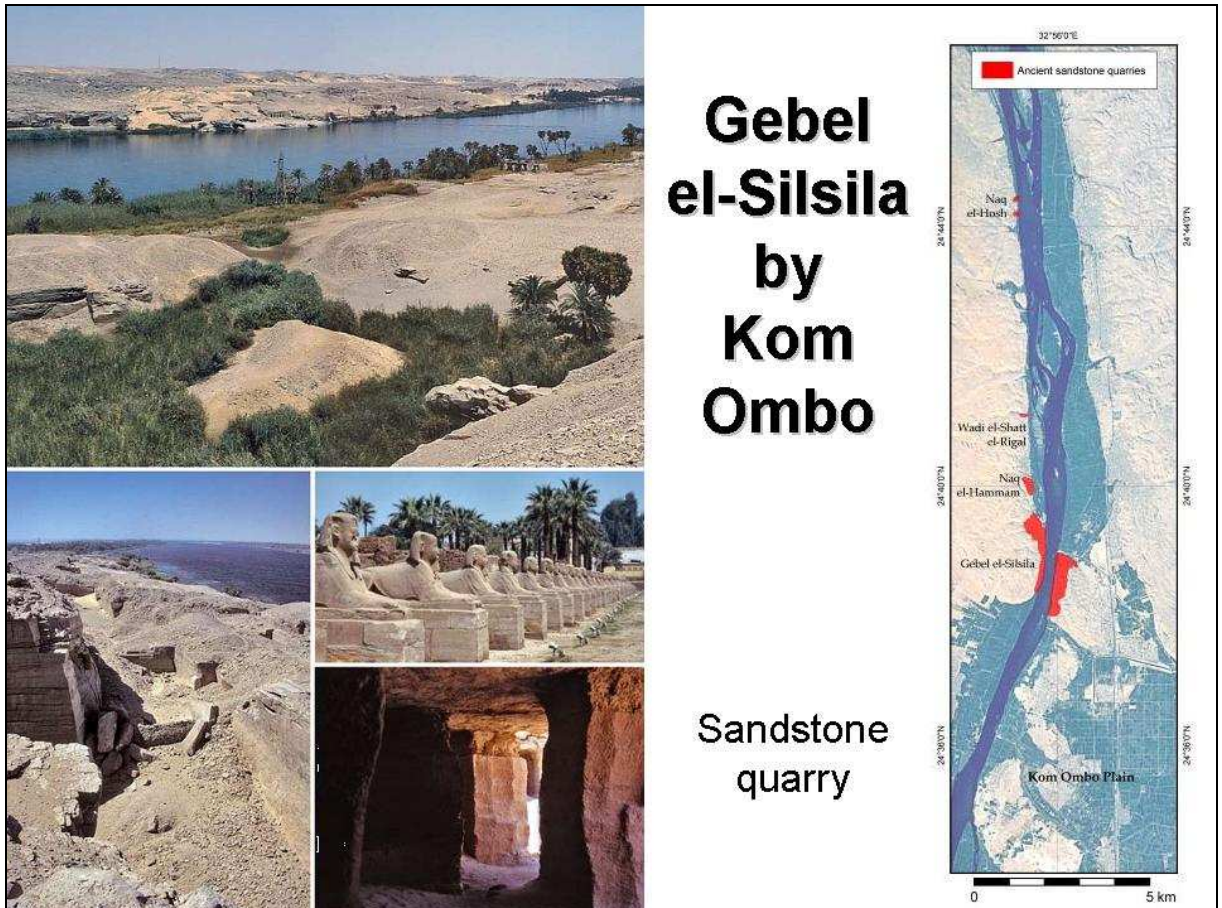 Gebel
el-Silsila
by
Kom
Ombo
Sandstone
quarry
32°56'0"E
Ancient sandstone quarries
Naq
el-Hosh
24°44'0"N
24°44'0"N
Wadi el-Shatt
el-Rigal
Naq
el-Hammam
24°40'0"N
24°40'0"N
Gebel el-Silsila
24°36'0"N
24°36'0"N
Kom Ombo Plain
0 5 km